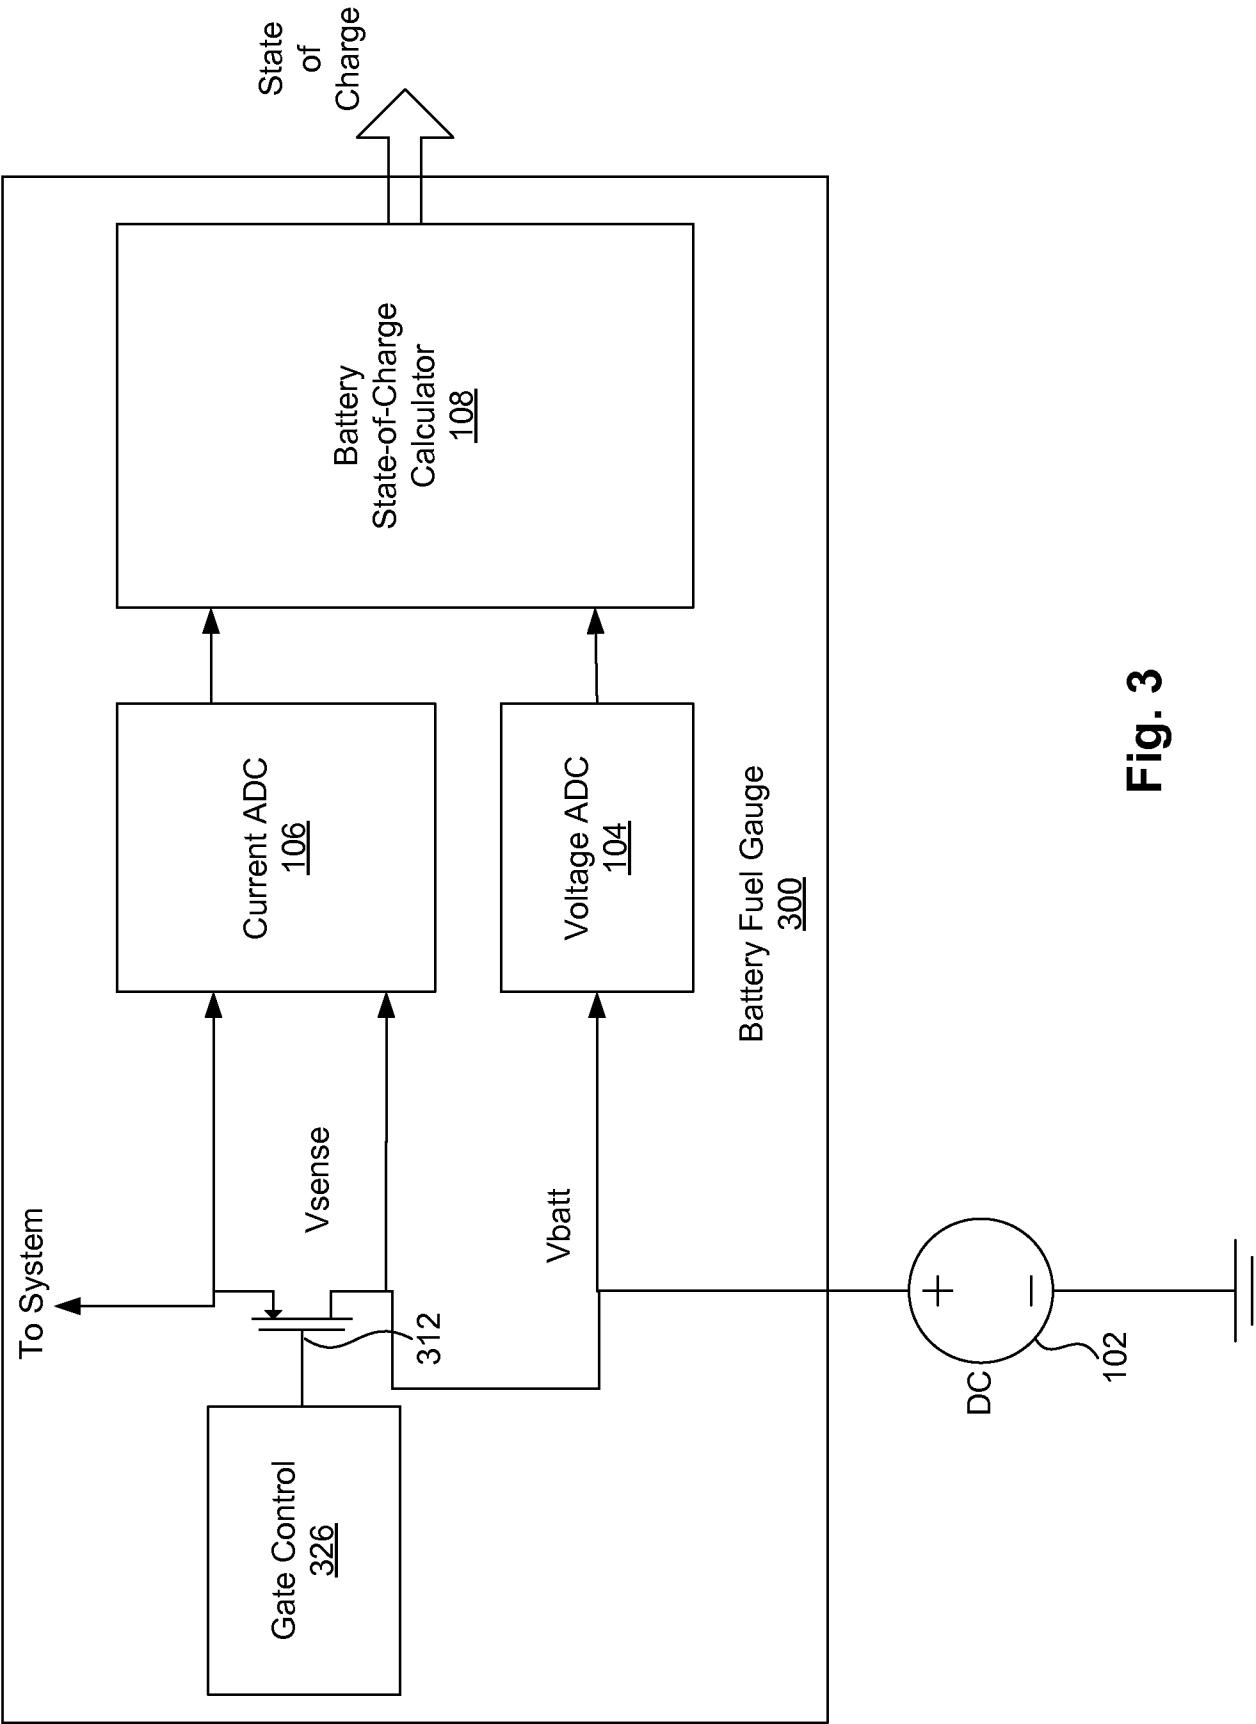 To System
Gate Control
326
312
Vsense
Vbatt
Current ADC
106
Voltage ADC
104
Battery
State-of-Charge
Calculator
108
State
of
Charge
Battery Fuel Gauge
300
DC
+
−
102
Fig. 3